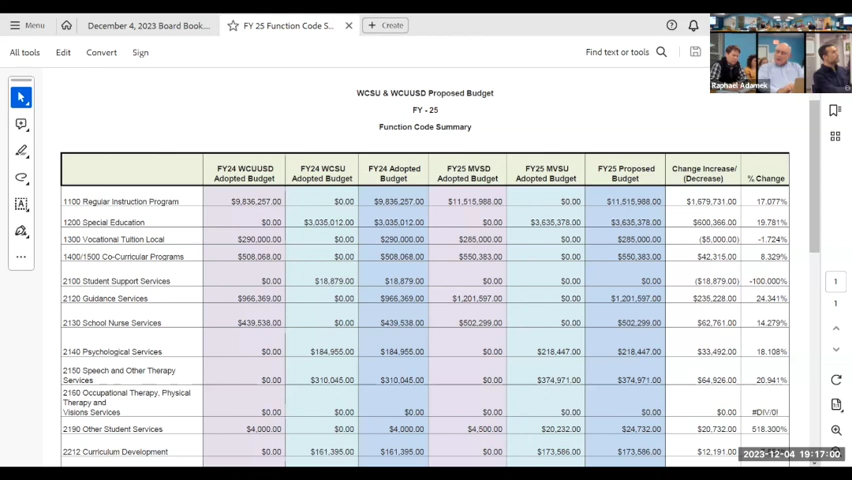 Menu
December 4, 2023 Board Book...
FY 25 Function Code S...
+ Create
All tools Edit Convert Sign
Find text or tools
Raphael Adamek
WCSU & WCUUSD Proposed Budget
FY - 25
Function Code Summary
FY24 WCUUSD Adopted Budget FY24 WCSU Adopted Budget FY24 Adopted Budget FY25 MVSD Adopted Budget FY25 MVSU Adopted Budget FY25 Proposed Budget Change Increase/ (Decrease) % Change
1100 Regular Instruction Program $9,836,257.00 $0.00 $9,836,257.00 $11,515,988.00 $0.00 $11,515,988.00 $1,679,731.00 17.077%
1200 Special Education $0.00 $3,035,012.00 $3,035,012.00 $0.00 $3,635,378.00 $3,635,378.00 $600,366.00 19.781%
1300 Vocational Tuition Local $290,000.00 $0.00 $290,000.00 $285,000.00 $0.00 $285,000.00 ($5,000.00) -1.724%
1400/1500 Co-Curricular Programs $508,068.00 $0.00 $508,068.00 $550,383.00 $0.00 $550,383.00 $42,315.00 8.329%
2100 Student Support Services $0.00 $18,879.00 $18,879.00 $0.00 $0.00 $0.00 ($18,879.00) -100.000%
2120 Guidance Services $966,369.00 $0.00 $966,369.00 $1,201,597.00 $0.00 $1,201,597.00 $235,228.00 24.341%
2130 School Nurse Services $439,538.00 $0.00 $439,538.00 $502,299.00 $0.00 $502,299.00 $62,761.00 14.279%
2140 Psychological Services $0.00 $184,955.00 $184,955.00 $0.00 $218,447.00 $218,447.00 $33,492.00 18.108%
2150 Speech and Other Therapy
Services $0.00 $310,045.00 $310,045.00 $0.00 $374,971.00 $374,971.00 $64,926.00 20.941%
2160 Occupational Therapy, Physical
Therapy and
Visions Services $0.00 $0.00 $0.00 $0.00 $0.00 $0.00 $0.00 #DIV/0!
2190 Other Student Services $4,000.00 $0.00 $4,000.00 $4,500.00 $20,232.00 $24,732.00 $20,732.00 518.300%
2212 Curriculum Development $0.00 $161,395.00 $161,395.00 $0.00 $173,586.00 $173,586.00 $12,191.00
1
1
2023-12-04 19:17:00